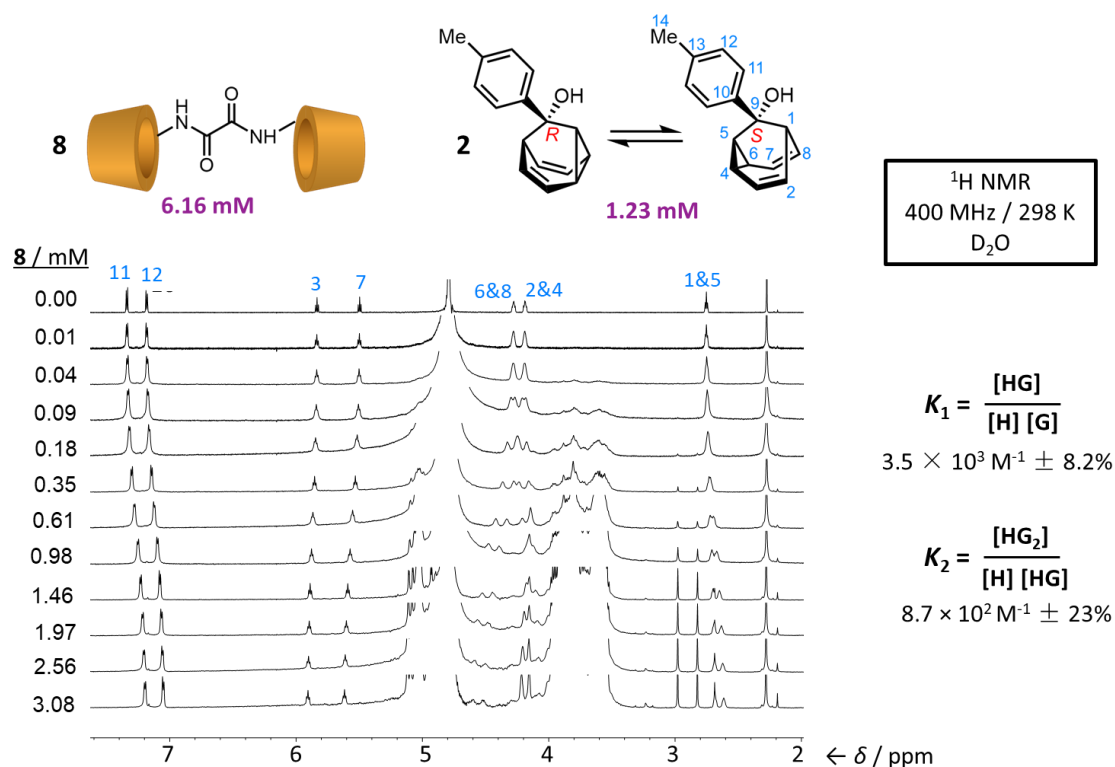 14
Me
13
12
11
10
9
OH
1
S
5
6
7
8
4
2
Me
OH
R
2
1.23 mM
8
H
N
O
O
NH
6.16 mM
¹H NMR
400 MHz / 298 K
D₂O
8 / mM
11 12 3 7 6&8 2&4 1&5
0.00
0.01
0.04
0.09
0.18
0.35
0.61
0.98
1.46
1.97
2.56
3.08
7 6 5 4 3 2 ← δ / ppm
K₁ = [HG] / [H] [G]
3.5 × 10³ M⁻¹ ± 8.2%
K₂ = [HG₂] / [H] [HG]
8.7 × 10² M⁻¹ ± 23%